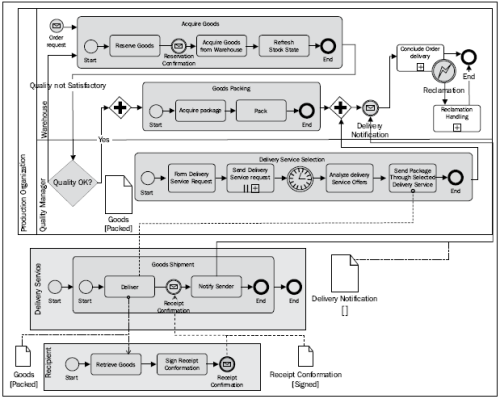 Acquire Goods
Order
request
Start
Reserve Goods
Reservation
Confirmation
Acquire Goods
from Warehouse
Refresh
Stock State
End
Conclude Order
delivery
End
Reclamation
Reclamation
Handling
Quality not Satisfactory
Goods Packing
Start
Acquire package
Pack
End
Delivery
Notification
Warehouse
Yes
Production Organization
Quality Manager
Quality OK?
Goods
[Packed]
Delivery Service Selection
Start
Form Delivery
Service Request
Send Delivery
Service request
Analyze delivery
Service Offers
Send Package
Through Selected
Delivery Service
End
Delivery Service
Start
Goods Shipment
Start
Deliver
Receipt
Confirmation
Notify Sender
End
End
Delivery Notification
[]
Goods
[Packed]
Recipient
Start
Retrieve Goods
Sign Receipt
Conformation
Receipt
Confirmation
Receipt Conformation
[Signed]